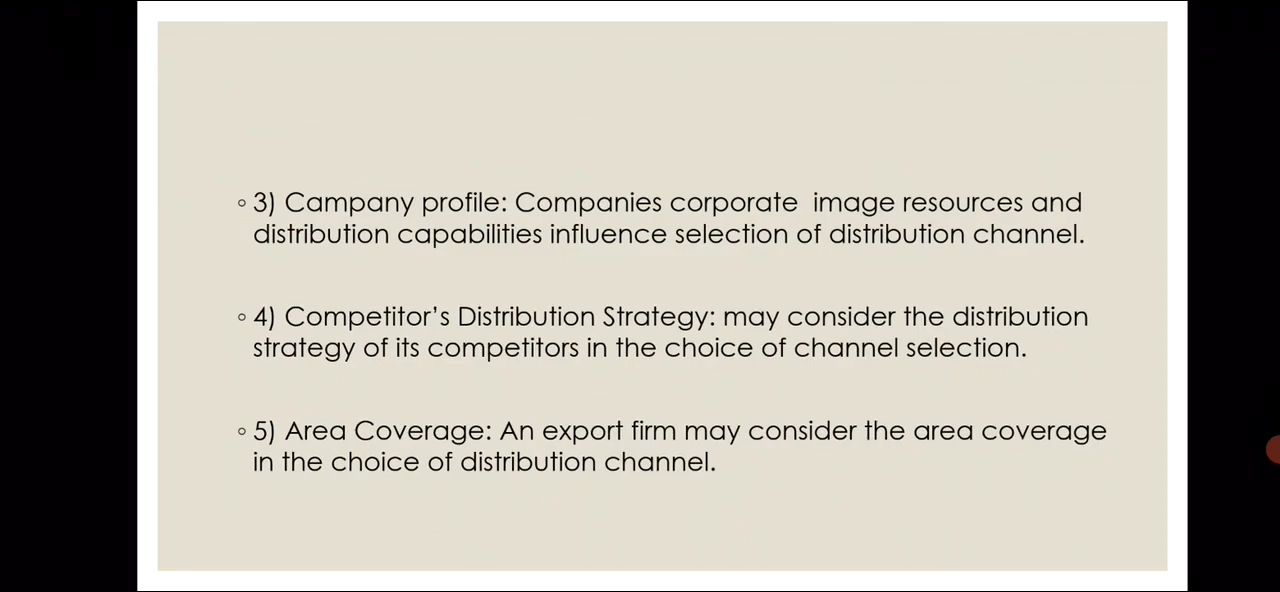 ◦ 3) Campany profile: Companies corporate  image resources and
distribution capabilities influence selection of distribution channel.
◦ 4) Competitor’s Distribution Strategy: may consider the distribution
strategy of its competitors in the choice of channel selection.
◦ 5) Area Coverage: An export firm may consider the area coverage
in the choice of distribution channel.